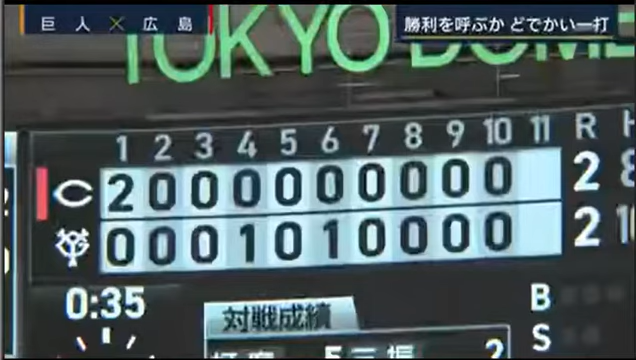 巨人×広島
勝利を呼ぶか どでかい一打
TOKYO DOME
1 2 3 4 5 6 7 8 9 10 11 R H
C 2 0 0 0 0 0 0 0 0 0 2 8
0 0 0 1 0 1 0 0 0 0 2
0:35
対戦成績
B
S
2